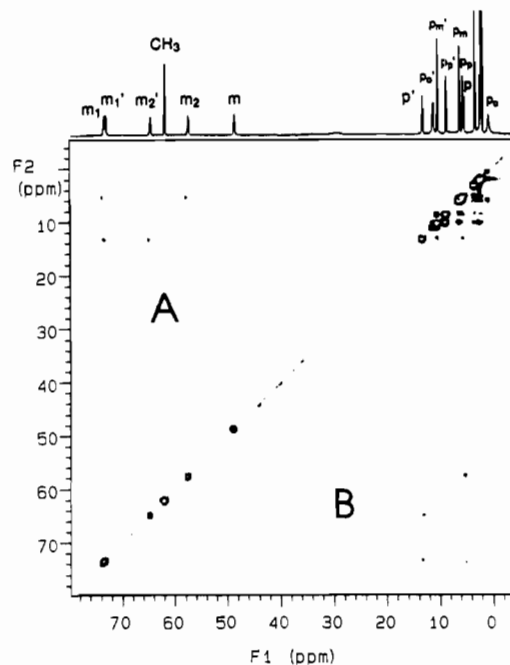 CH₃
m₁ m₁' m₂' m₂ m p' pₒ' pₘ' pₚ' pₘ pₚ p pₒ
F2
(ppm)
10
20
30
40
50
60
70
A
B
70 60 50 40 30 20 10 0
F1 (ppm)